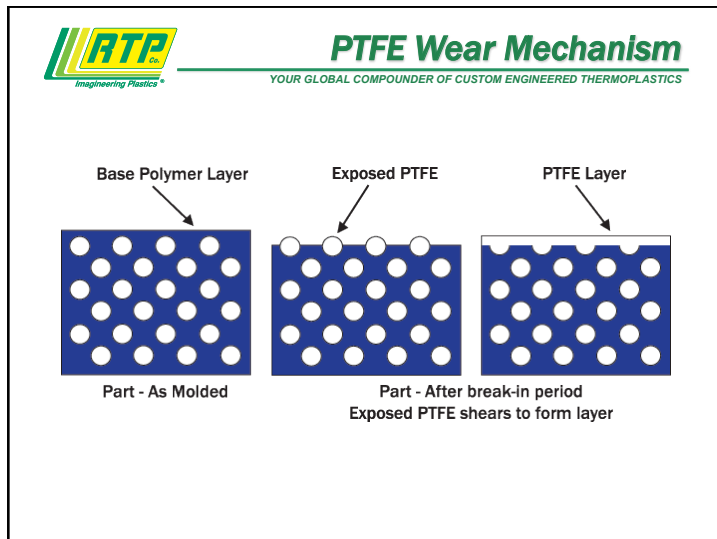 RTP
Co.
Imagineering Plastics®
PTFE Wear Mechanism
YOUR GLOBAL COMPOUNDER OF CUSTOM ENGINEERED THERMOPLASTICS
Base Polymer Layer
Exposed PTFE
PTFE Layer
Part - As Molded
Part - After break-in period
Exposed PTFE shears to form layer